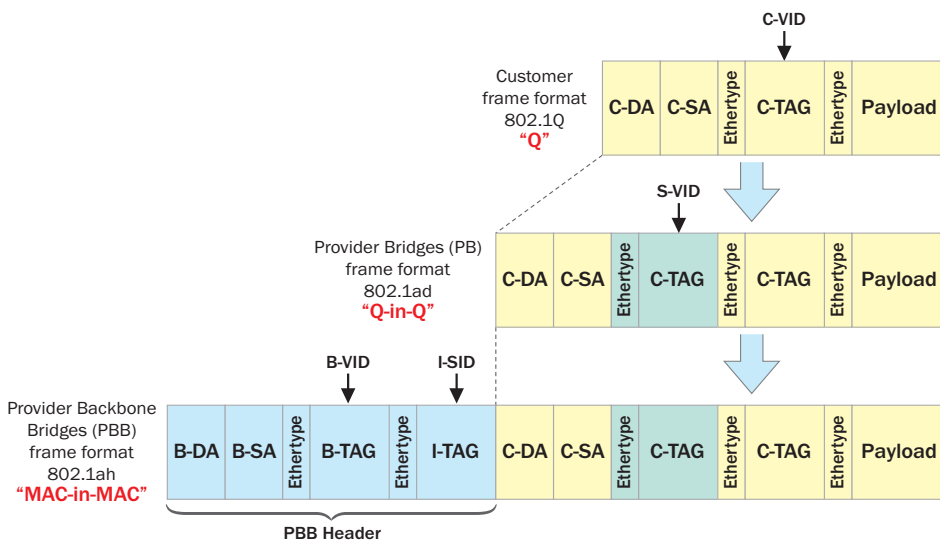 C-VID
Customer
frame format
802.1Q
“Q”
C-DA
C-SA
Ethertype
C-TAG
Ethertype
Payload
S-VID
Provider Bridges (PB)
frame format
802.1ad
“Q-in-Q”
C-DA
C-SA
Ethertype
C-TAG
Ethertype
C-TAG
Ethertype
Payload
B-VID
I-SID
Provider Backbone
Bridges (PBB)
frame format
802.1ah
“MAC-in-MAC”
B-DA
B-SA
Ethertype
B-TAG
Ethertype
I-TAG
C-DA
C-SA
Ethertype
C-TAG
Ethertype
C-TAG
Ethertype
Payload
PBB Header